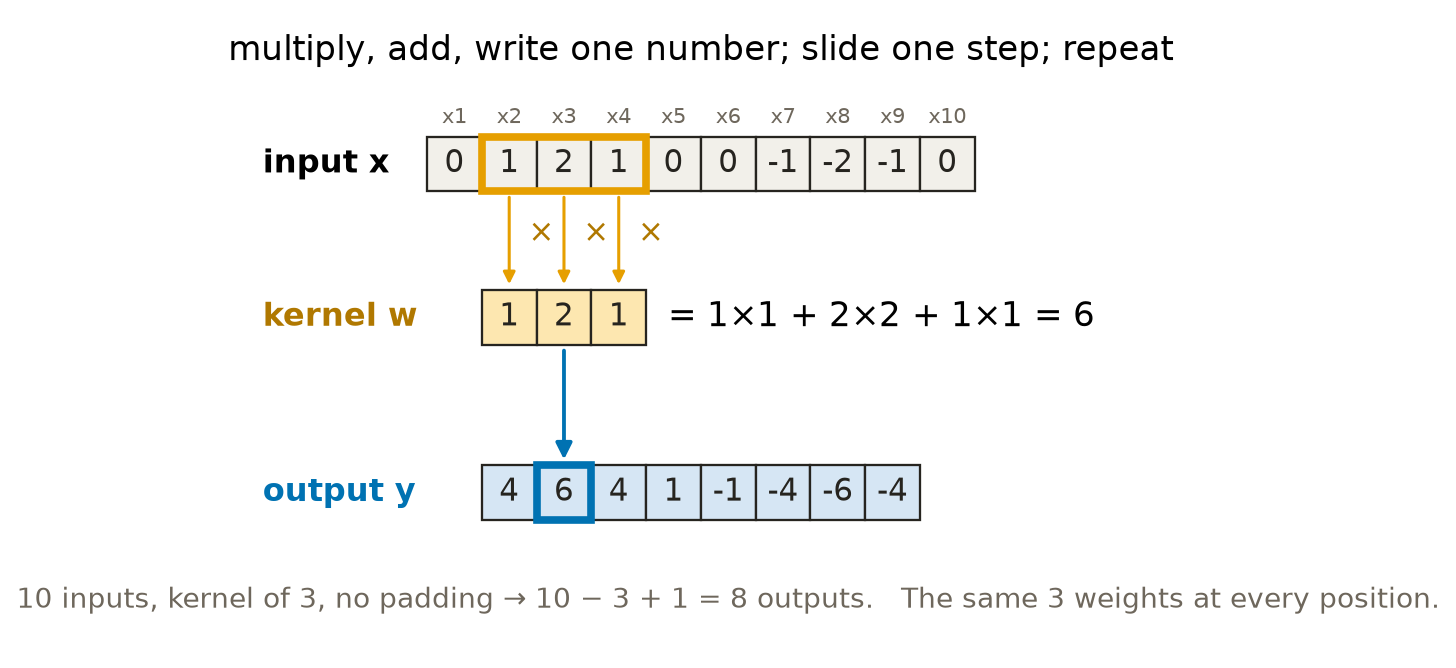 multiply, add, write one number; slide one step; repeat
x1 x2 x3 x4 x5 x6 x7 x8 x9 x10
input x 0 1 2 1 0 0 -1 -2 -1 0
× × ×
kernel w 1 2 1 = 1×1 + 2×2 + 1×1 = 6
output y 4 6 4 1 -1 -4 -6 -4
10 inputs, kernel of 3, no padding → 10 − 3 + 1 = 8 outputs. The same 3 weights at every position.